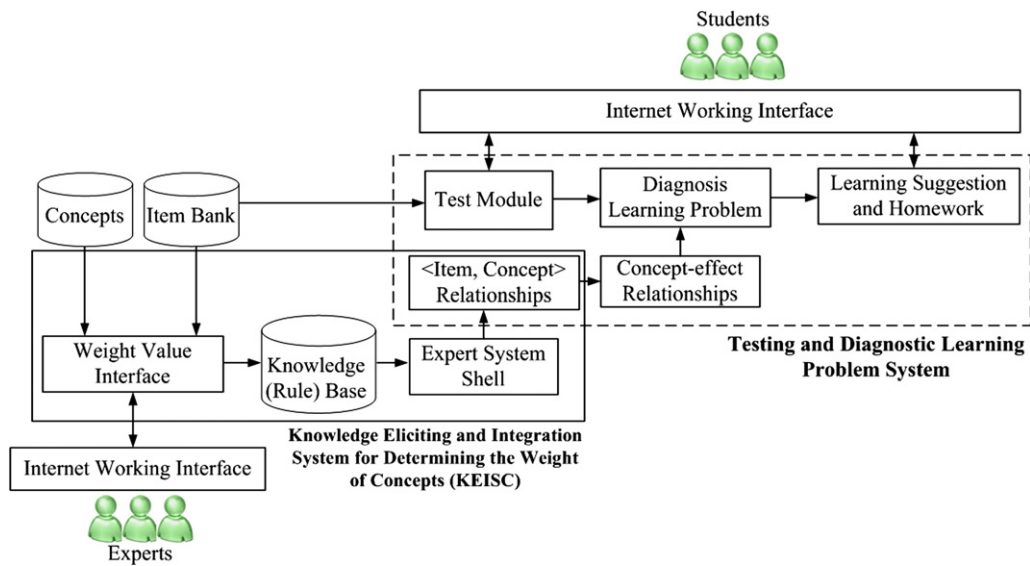 Students
Internet Working Interface
Concepts
Item Bank
Test Module
Diagnosis
Learning Problem
Learning Suggestion
and Homework
<Item, Concept>
Relationships
Concept-effect
Relationships
Weight Value
Interface
Knowledge
(Rule) Base
Expert System
Shell
Testing and Diagnostic Learning
Problem System
Knowledge Eliciting and Integration
System for Determining the Weight
of Concepts (KEISC)
Internet Working Interface
Experts